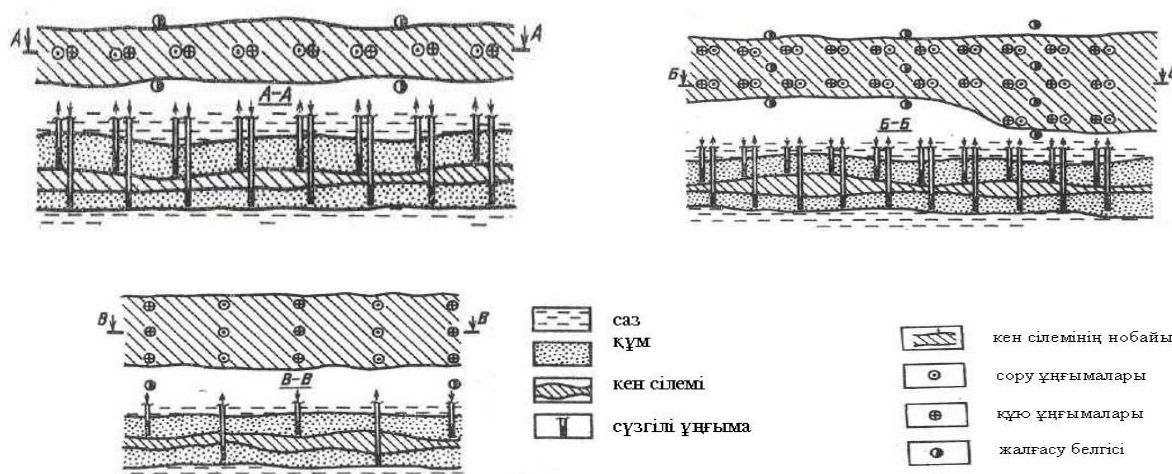 А А
А-А
Б Б
Б-Б
В В
В-В
саз
құм
кен сілемі
сүзгілі ұңғыма
кен сілемінің нобайы
сору ұңғымалары
құю ұңғымалары
жалғасу белгісі